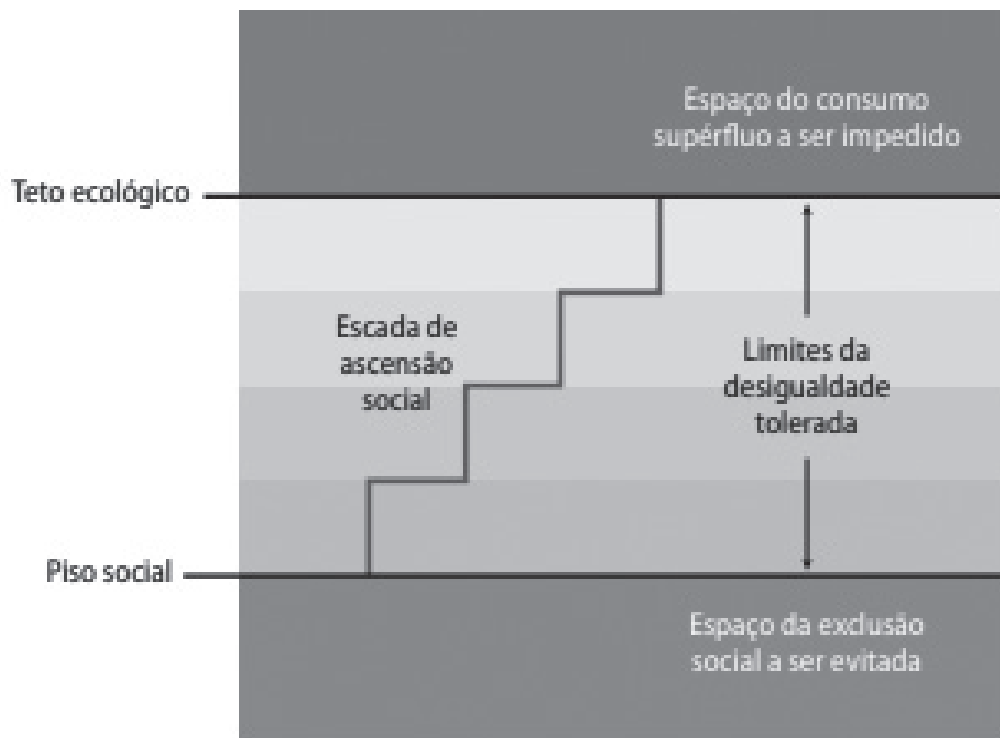 Espaço do consumo
supérfluo a ser impedido
Teto ecológico
Escada de
ascensão
social
Limites da
desigualdade
tolerada
Piso social
Espaço da exclusão
social a ser evitada